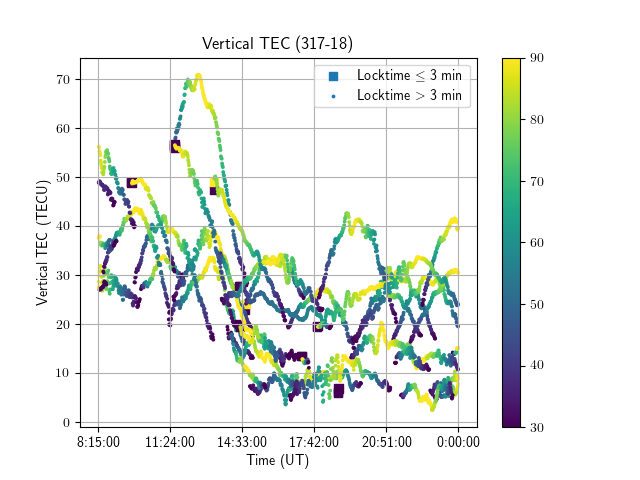 Vertical TEC (317-18)
Locktime ≤ 3 min
Locktime > 3 min
Vertical TEC (TECU)
70
60
50
40
30
20
10
0
8:15:00 11:24:00 14:33:00 17:42:00 20:51:00 0:00:00
Time (UT)
90
80
70
60
50
40
30